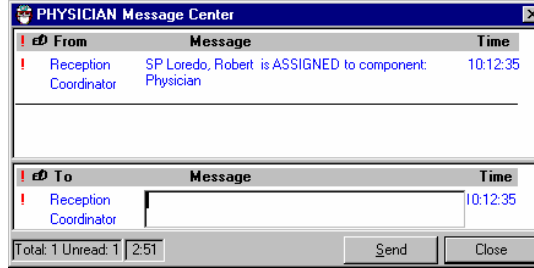 PHYSICIAN Message Center
! From Message Time
! Reception SP Loredo, Robert is ASSIGNED to component: 10:12:35
Coordinator Physician
! To Message Time
! Reception 10:12:35
Coordinator
Total: 1 Unread: 1 2:51 Send Close